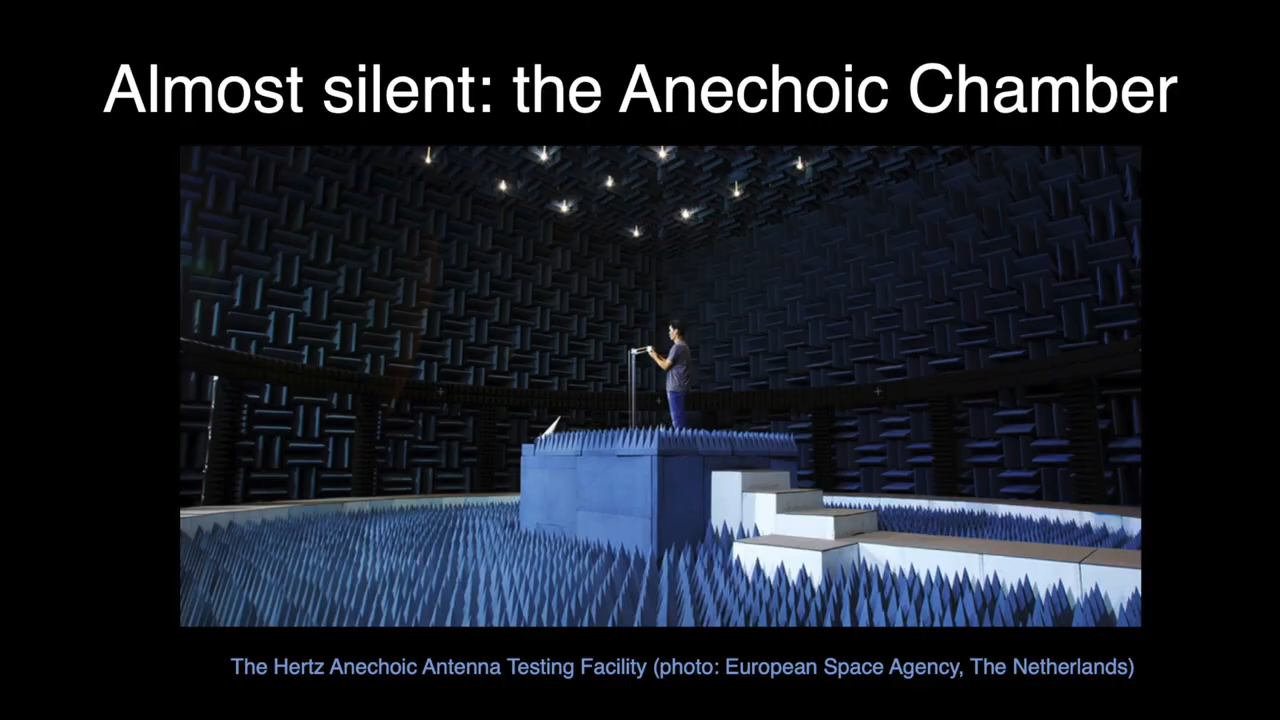 Almost silent: the Anechoic Chamber
The Hertz Anechoic Antenna Testing Facility (photo: European Space Agency, The Netherlands)